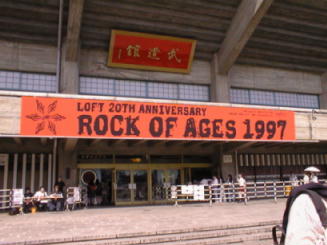 武道館
LOFT 20TH ANNIVERSARY
ROCK OF AGES 1997